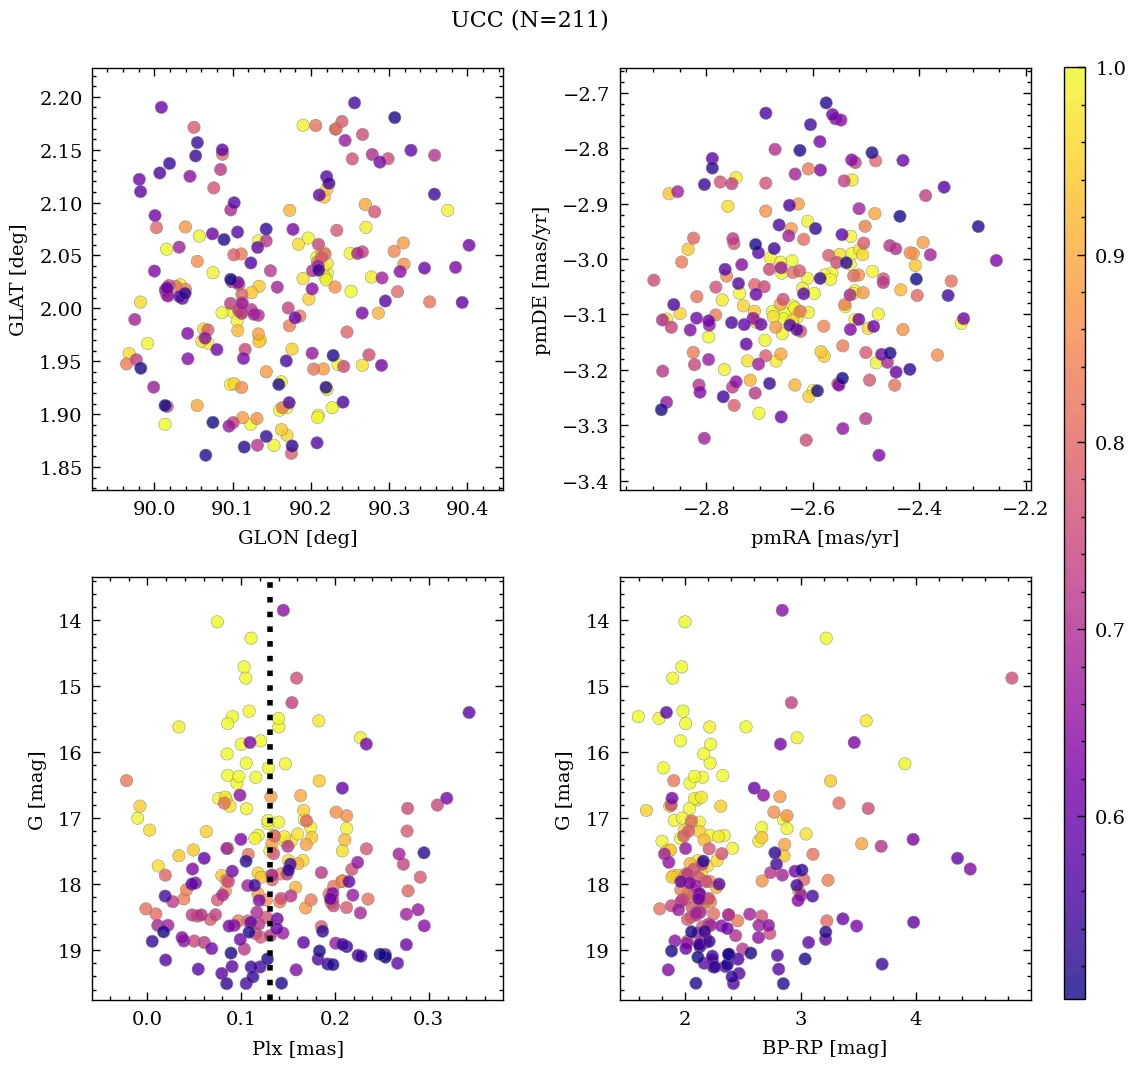 UCC (N=211)
2.20
2.15
2.10
2.05
2.00
1.95
1.90
1.85
GLAT [deg]
90.0 90.1 90.2 90.3 90.4
GLON [deg]
−2.7
−2.8
−2.9
−3.0
−3.1
−3.2
−3.3
−3.4
pmDE [mas/yr]
−2.8 −2.6 −2.4 −2.2
pmRA [mas/yr]
14
15
16
17
18
19
G [mag]
0.0 0.1 0.2 0.3
Plx [mas]
14
15
16
17
18
19
G [mag]
2 3 4
BP-RP [mag]
1.0
0.9
0.8
0.7
0.6